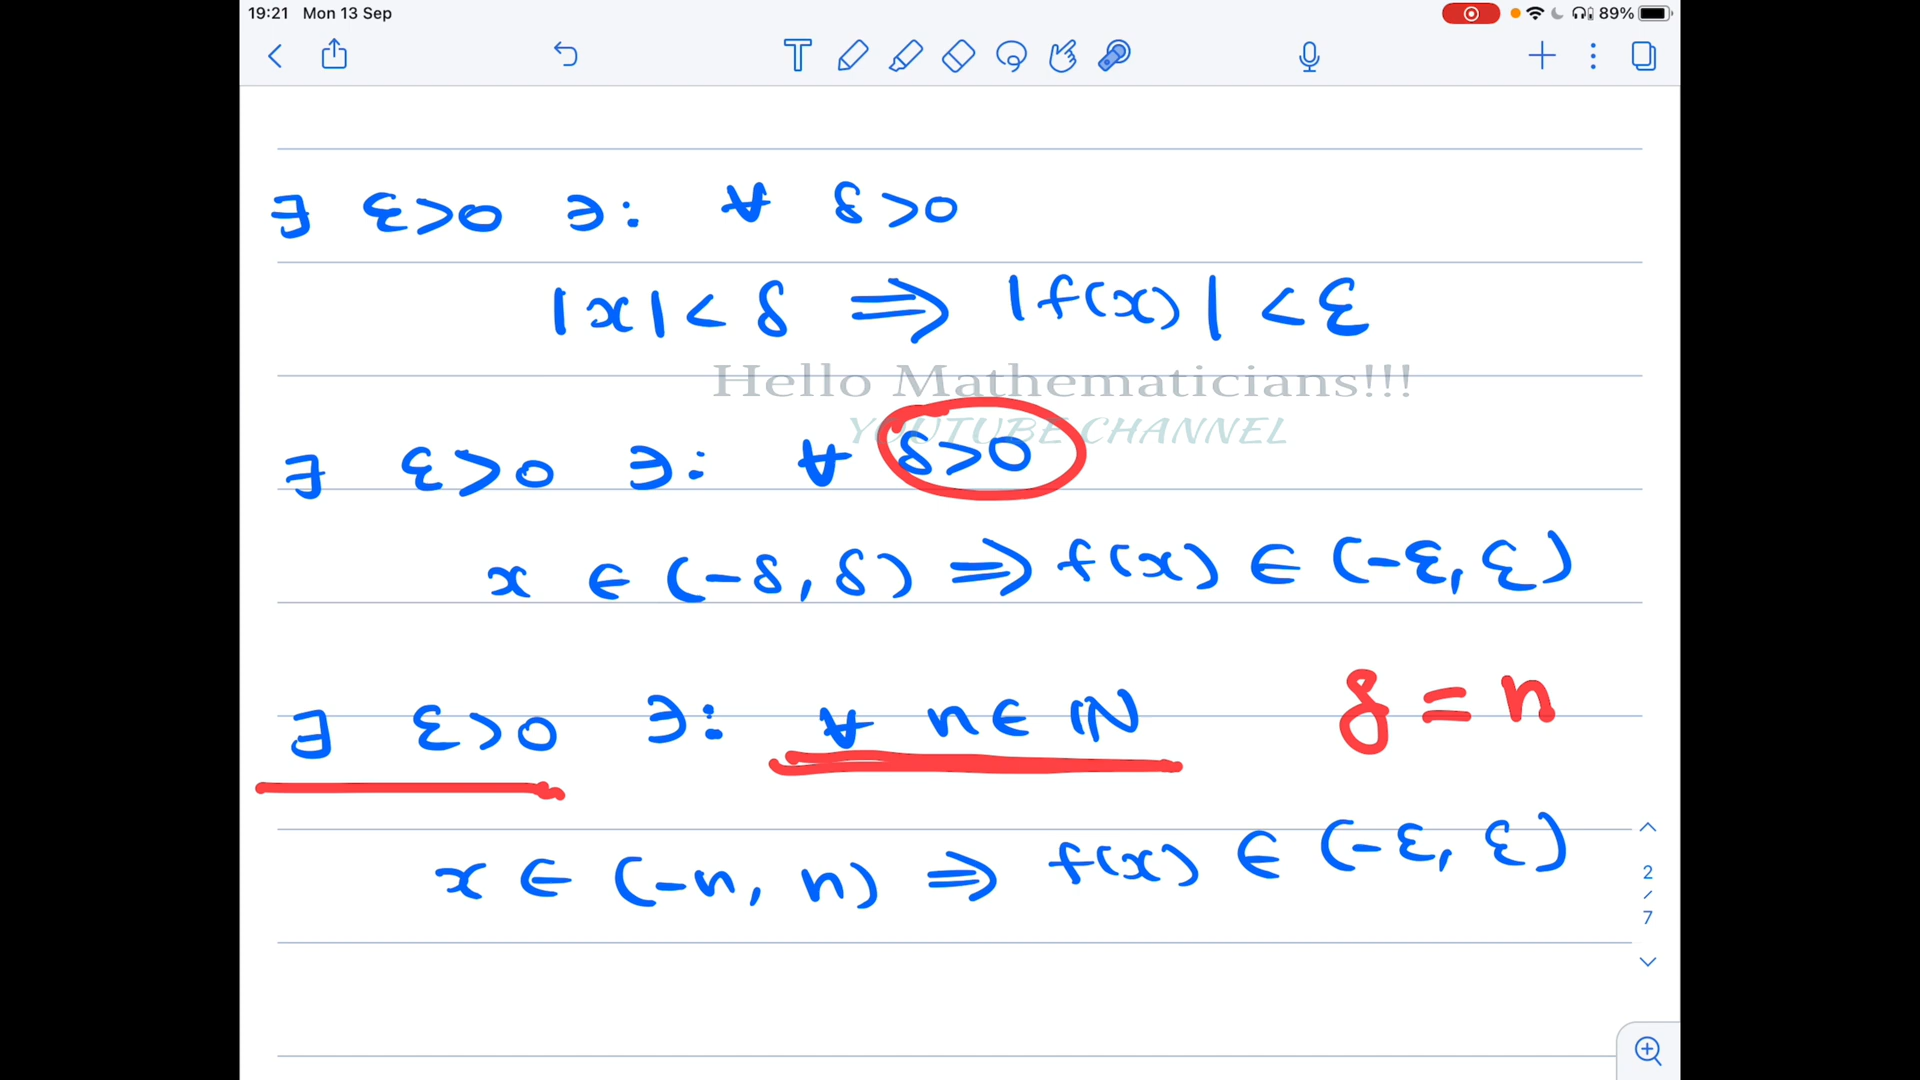 19:21 Mon 13 Sep 89%
∃ ε>0 ∋: ∀ δ>0
|x| < δ ⇒ |f(x)| < ε
Hello Mathematicians!!!
YOUTUBE CHANNEL
∃ ε>0 ∋: ∀ δ>0
x ∈ (-δ, δ) ⇒ f(x) ∈ (-ε, ε)
∃ ε>0 ∋: ∀ n∈ ℕ δ = n
x ∈ (-n, n) ⇒ f(x) ∈ (-ε, ε)
2
/
7